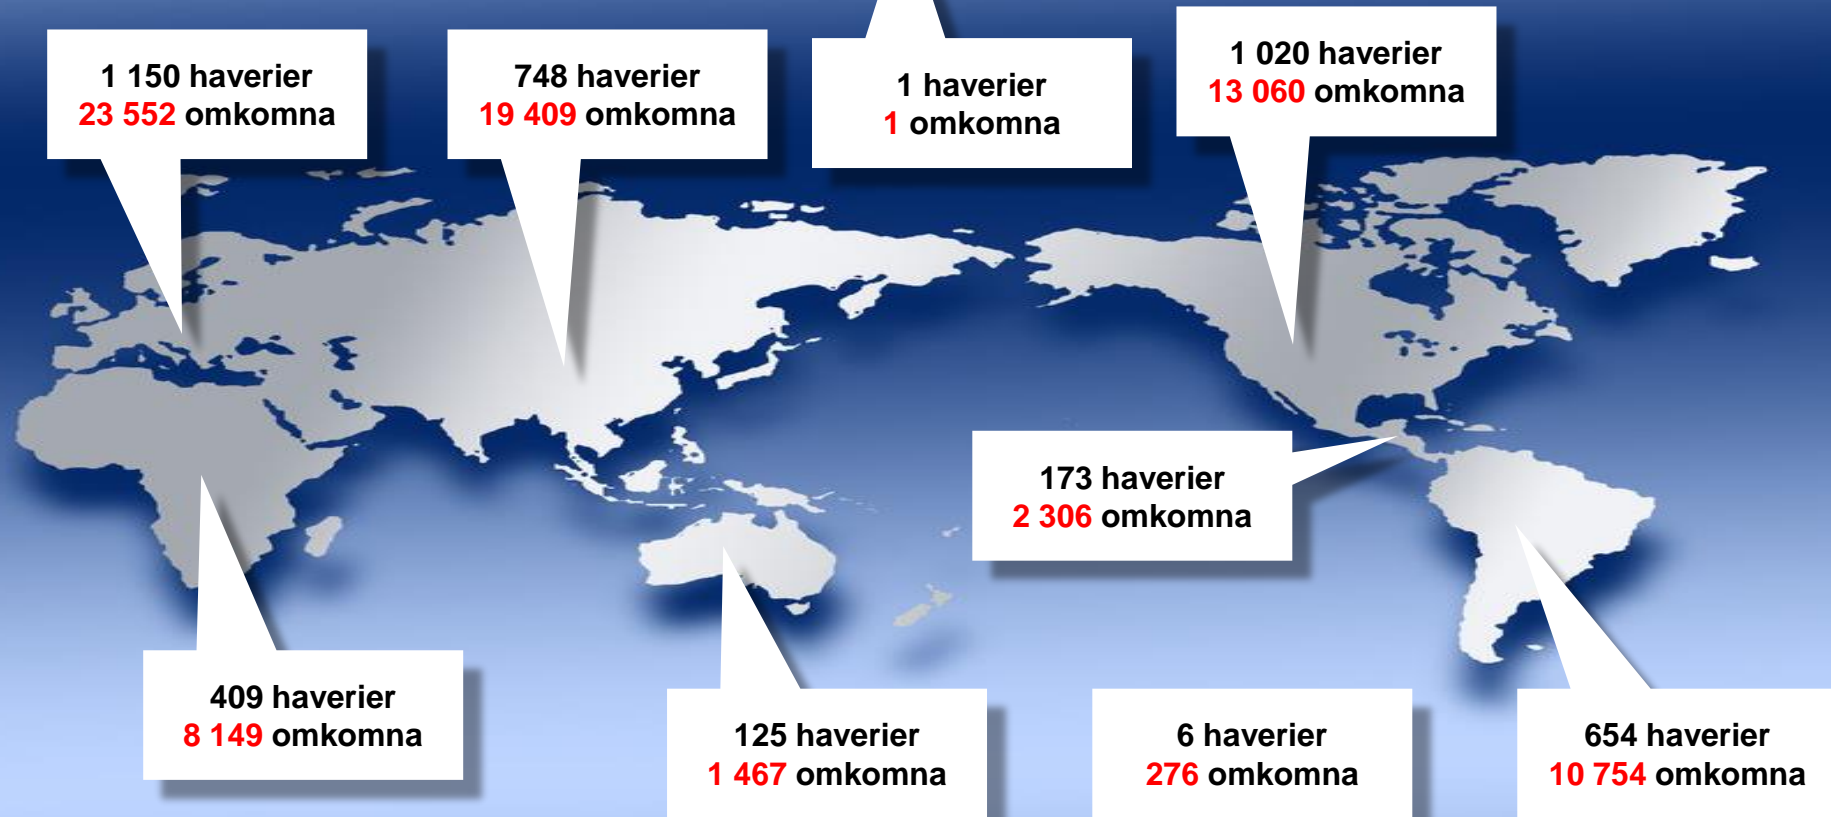 1 150 haverier
23 552 omkomna
748 haverier
19 409 omkomna
1 haverier
1 omkomna
1 020 haverier
13 060 omkomna
173 haverier
2 306 omkomna
409 haverier
8 149 omkomna
125 haverier
1 467 omkomna
6 haverier
276 omkomna
654 haverier
10 754 omkomna